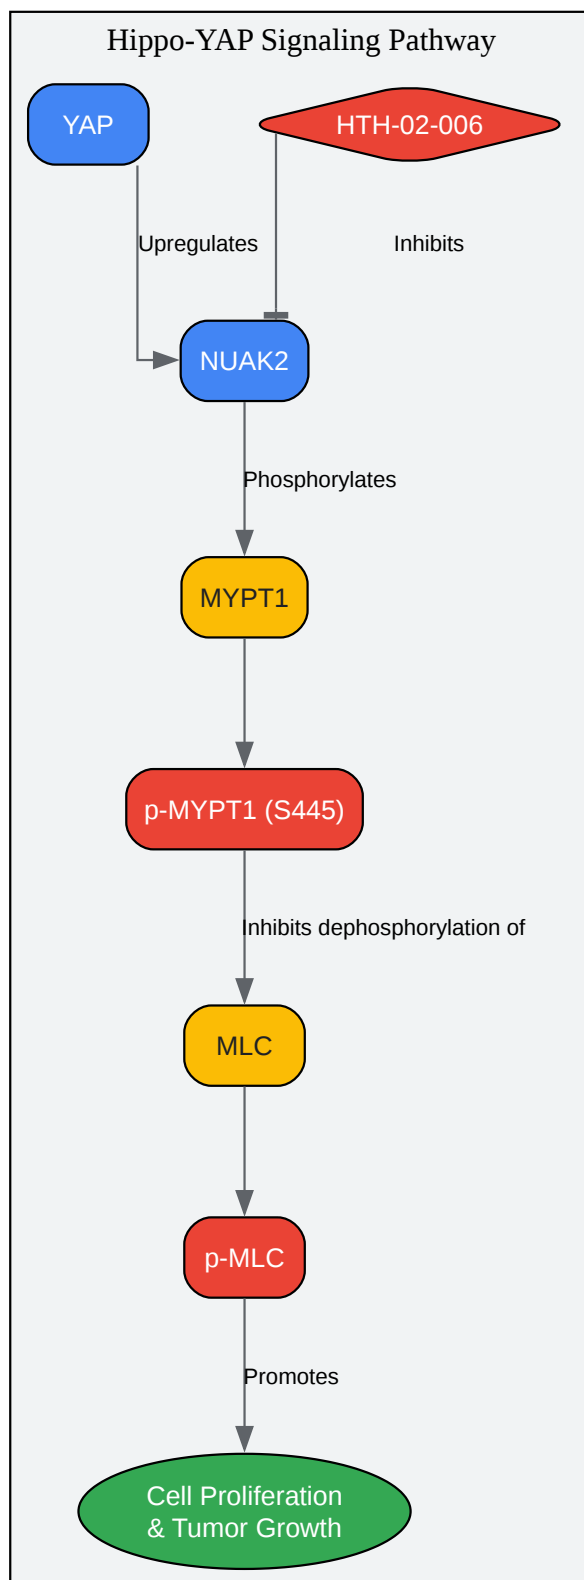 Hippo-YAP Signaling Pathway
YAP
HTH-02-006
Upregulates
Inhibits
NUAK2
Phosphorylates
MYPT1
p-MYPT1 (S445)
Inhibits dephosphorylation of
MLC
p-MLC
Promotes
Cell Proliferation
& Tumor Growth